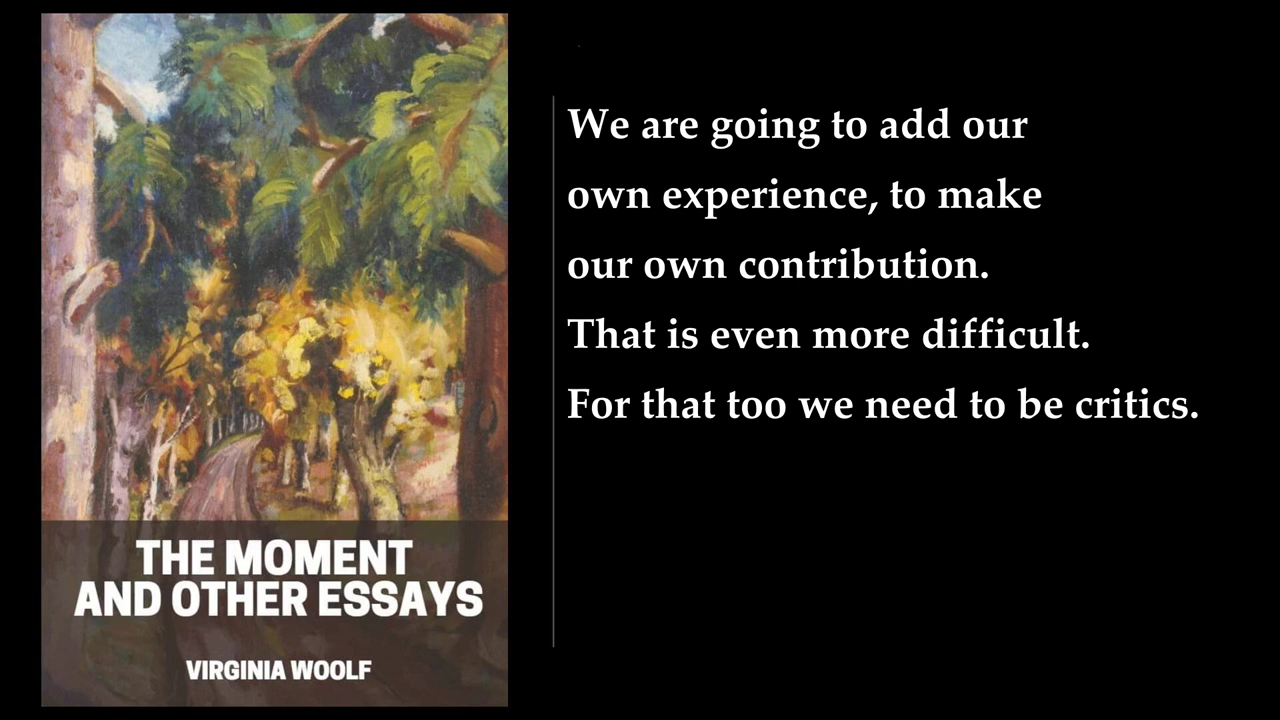 THE MOMENT
AND OTHER ESSAYS
VIRGINIA WOOLF
We are going to add our
own experience, to make
our own contribution.
That is even more difficult.
For that too we need to be critics.